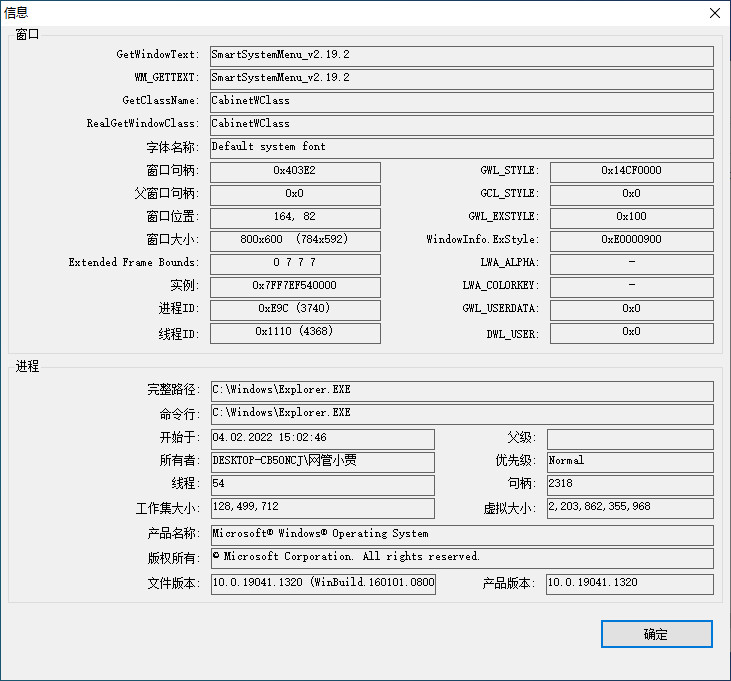 信息
窗口
GetWindowText: SmartSystemMenu_v2.19.2
WM_GETTEXT: SmartSystemMenu_v2.19.2
GetClassName: CabinetWClass
RealGetWindowClass: CabinetWClass
字体名称: Default system font
窗口句柄: 0x403E2 GWL_STYLE: 0x14CF0000
父窗口句柄: 0x0 GCL_STYLE: 0x0
窗口位置: 164, 82 GWL_EXSTYLE: 0x100
窗口大小: 800x600 (784x592) WindowInfo.ExStyle: 0xE0000900
Extended Frame Bounds: 0 7 7 7 LWA_ALPHA: -
实例: 0x7FF7EF540000 LWA_COLORKEY: -
进程ID: 0xE9C (3740) GWL_USERDATA: 0x0
线程ID: 0x1110 (4368) DWL_USER: 0x0
进程
完整路径: C:\Windows\Explorer.EXE
命令行: C:\Windows\Explorer.EXE
开始于: 04.02.2022 15:02:46 父级:
所有者: DESKTOP-CB5ONCJ\网管小贾 优先级: Normal
线程: 54 句柄: 2318
工作集大小: 128,499,712 虚拟大小: 2,203,862,355,968
产品名称: Microsoft® Windows® Operating System
版权所有: © Microsoft Corporation. All rights reserved.
文件版本: 10.0.19041.1320 (WinBuild.160101.0800 产品版本: 10.0.19041.1320
确定